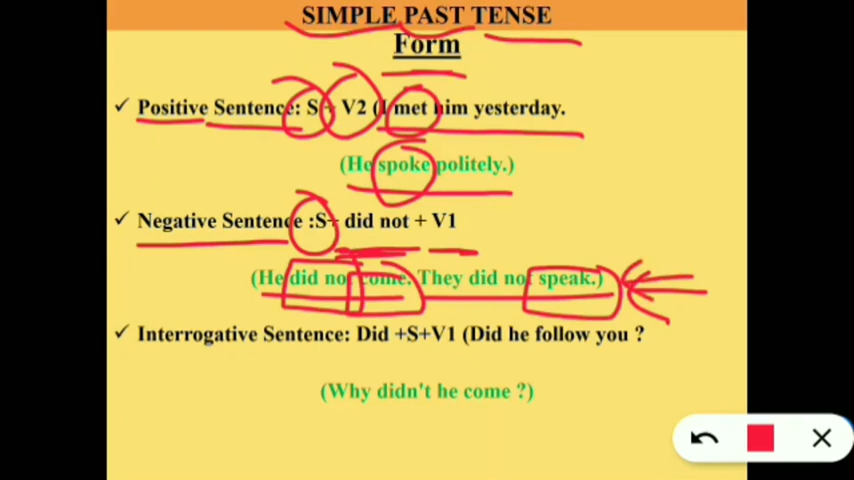 SIMPLE PAST TENSE
Form
✓ Positive Sentence: S+ V2 (I met him yesterday.
(He spoke politely.)
✓ Negative Sentence :S+ did not + V1
(He did not come. They did not speak.)
✓ Interrogative Sentence: Did +S+V1 (Did he follow you ?
(Why didn't he come ?)